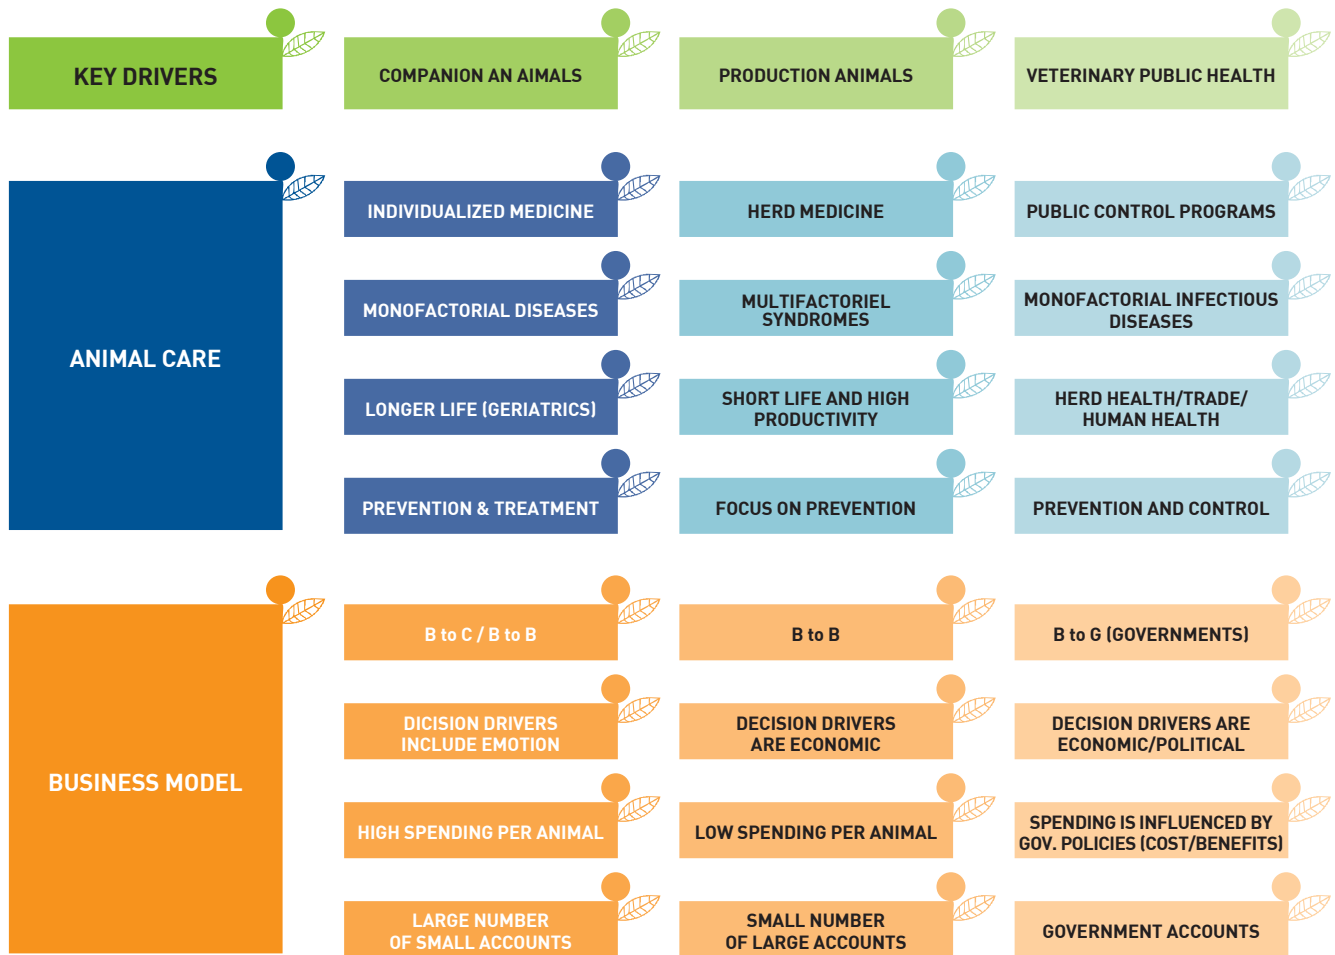 KEY DRIVERS
COMPANION AN AIMALS
PRODUCTION ANIMALS
VETERINARY PUBLIC HEALTH
ANIMAL CARE
INDIVIDUALIZED MEDICINE
HERD MEDICINE
PUBLIC CONTROL PROGRAMS
MONOFACTORIAL DISEASES
MULTIFACTORIEL
SYNDROMES
MONOFACTORIAL INFECTIOUS
DISEASES
LONGER LIFE (GERIATRICS)
SHORT LIFE AND HIGH
PRODUCTIVITY
HERD HEALTH/TRADE/
HUMAN HEALTH
PREVENTION & TREATMENT
FOCUS ON PREVENTION
PREVENTION AND CONTROL
BUSINESS MODEL
B to C / B to B
B to B
B to G (GOVERNMENTS)
DICISION DRIVERS
INCLUDE EMOTION
DECISION DRIVERS
ARE ECONOMIC
DECISION DRIVERS ARE
ECONOMIC/POLITICAL
HIGH SPENDING PER ANIMAL
LOW SPENDING PER ANIMAL
SPENDING IS INFLUENCED BY
GOV. POLICIES (COST/BENEFITS)
LARGE NUMBER
OF SMALL ACCOUNTS
SMALL NUMBER
OF LARGE ACCOUNTS
GOVERNMENT ACCOUNTS